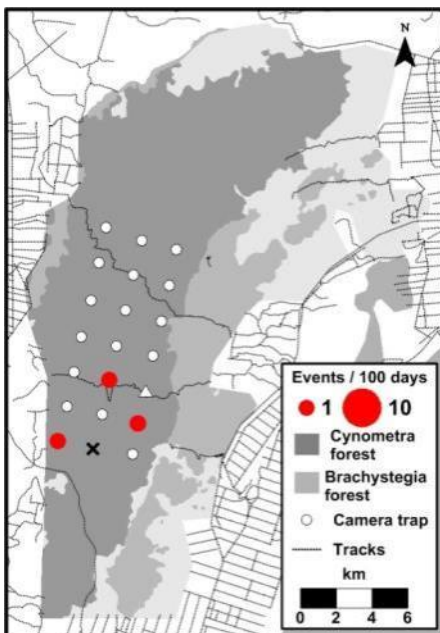 N
Events / 100 days
1 10
Cynometra
forest
Brachystegia
forest
Camera trap
Tracks
km
0 2 4 6